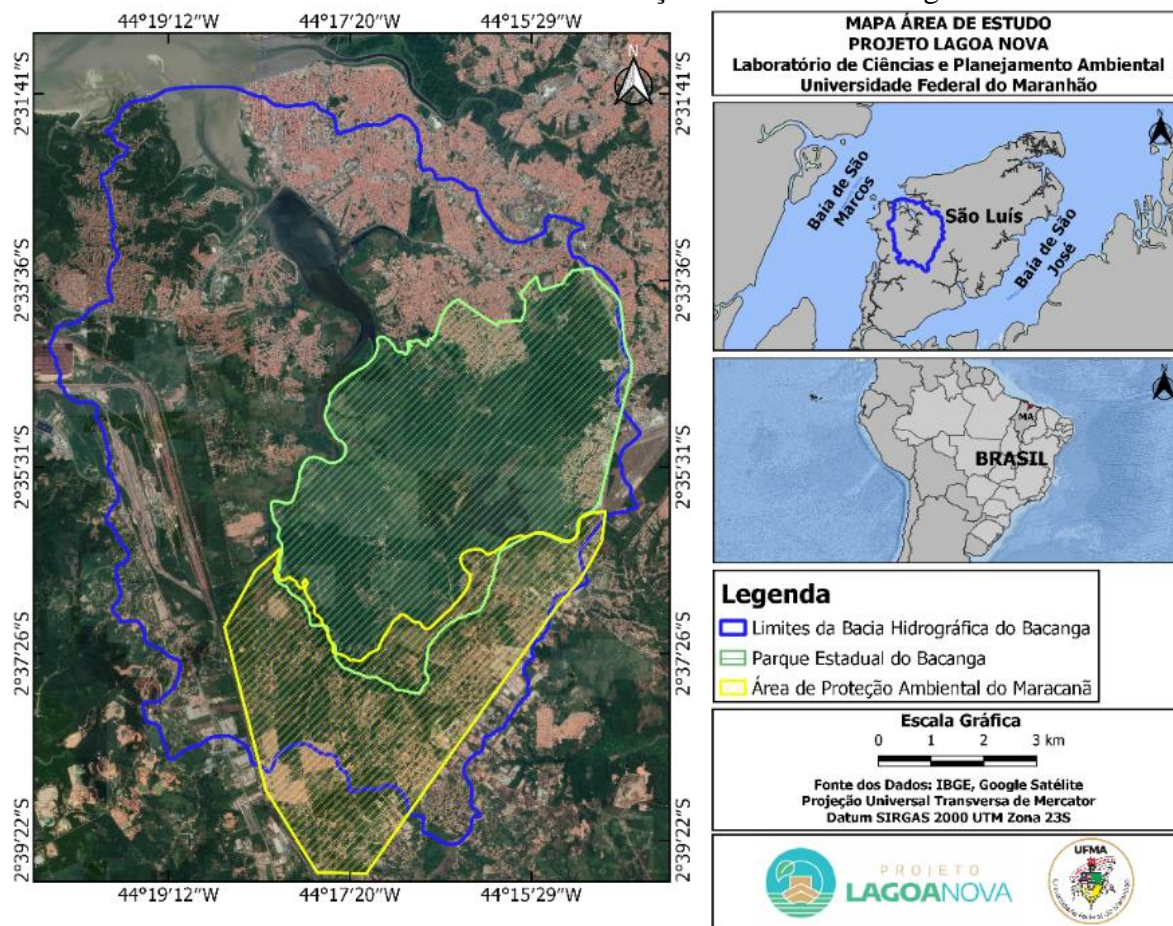 44°19'12"W 44°17'20"W 44°15'29"W
2°31'41"S 2°31'41"S
2°33'36"S 2°33'36"S
2°35'31"S 2°35'31"S
2°37'26"S 2°37'26"S
2°39'22"S 2°39'22"S
44°19'12"W 44°17'20"W 44°15'29"W
N
MAPA ÁREA DE ESTUDO
PROJETO LAGOA NOVA
Laboratório de Ciências e Planejamento Ambiental
Universidade Federal do Maranhão
Baía de São
Marcos
São Luís
Baía de São
José
MA
BRASIL
Legenda
Limites da Bacia Hidrográfica do Bacanga
Parque Estadual do Bacanga
Área de Proteção Ambiental do Maracanã
Escala Gráfica
0 1 2 3 km
Fonte dos Dados: IBGE, Google Satélite
Projeção Universal Transversa de Mercator
Datum SIRGAS 2000 UTM Zona 23S
PROJETO
LAGOANOVA
UFMA
Universidade Federal do Maranhão